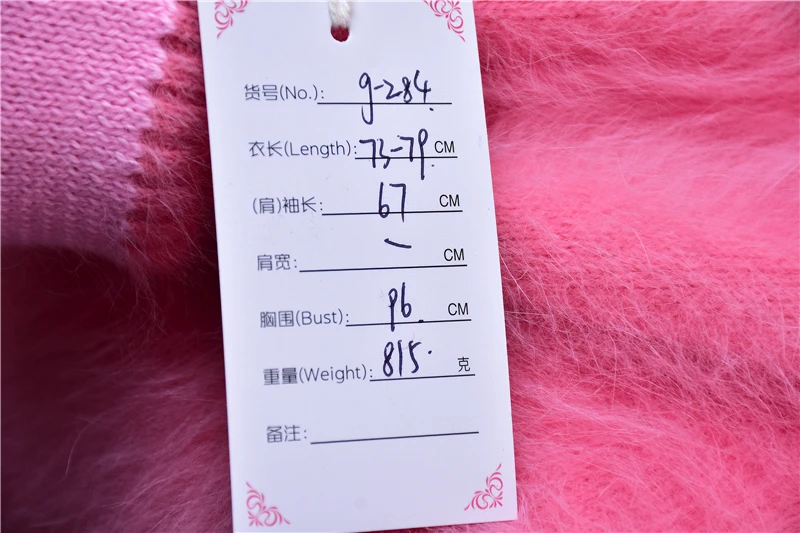 货号(No.): g-284.
衣长(Length): 73-79. CM
(肩)袖长: 67 CM
肩宽: — CM
胸围(Bust): 96. CM
重量(Weight): 815. 克
备注: